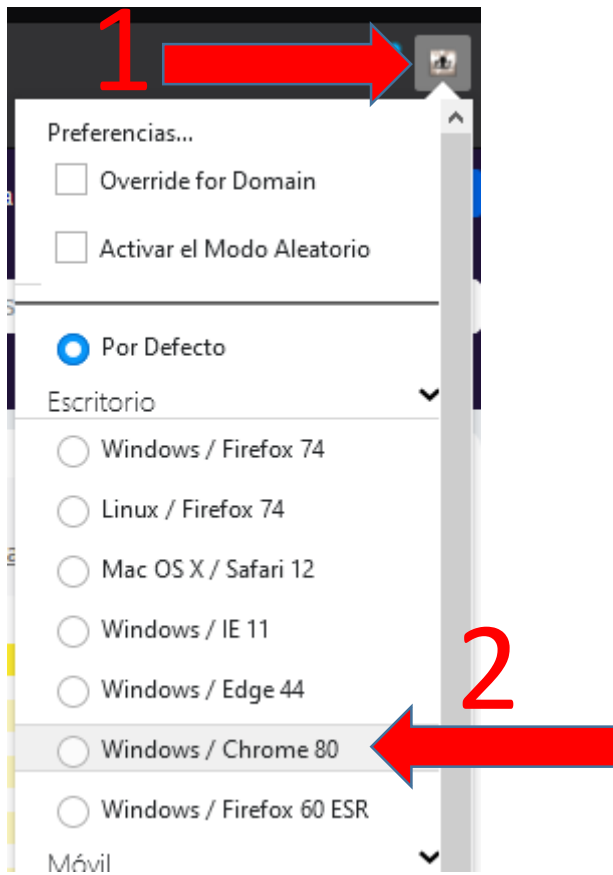 1
Preferencias...
Override for Domain
Activar el Modo Aleatorio
Por Defecto
Escritorio
Windows / Firefox 74
Linux / Firefox 74
Mac OS X / Safari 12
Windows / IE 11
Windows / Edge 44
2
Windows / Chrome 80
Windows / Firefox 60 ESR
Móvil